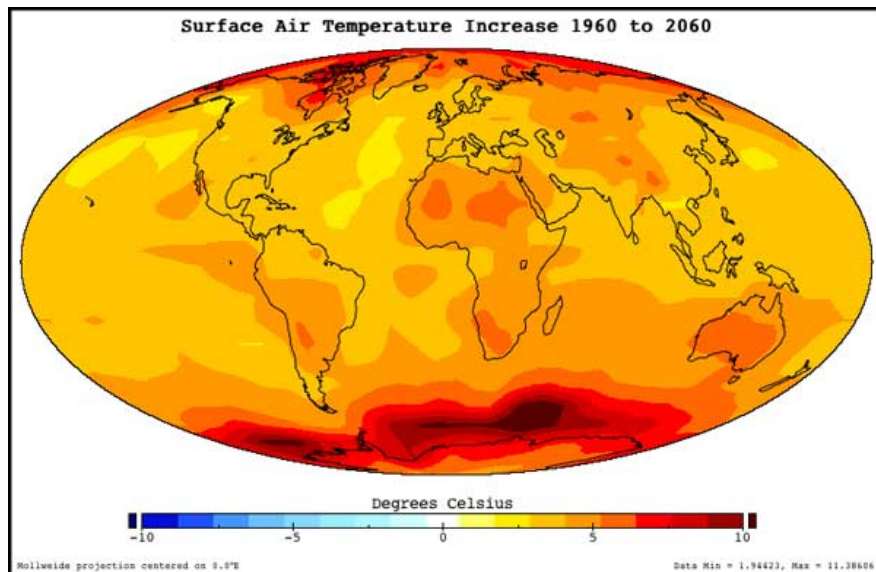 Surface Air Temperature Increase 1960 to 2060
Degrees Celsius
-10 -5 0 5 10
Mollweide projection centered on 0.0°E Data Min = 1.94423, Max = 11.38606